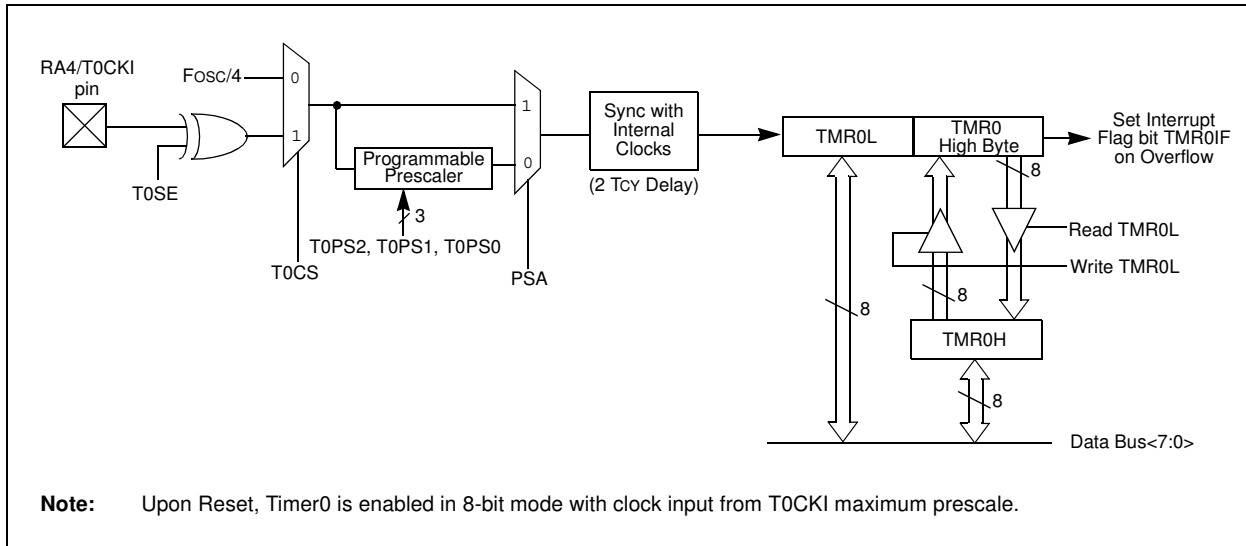 RA4/T0CKI
pin
FOSC/4
0
1
T0SE
T0CS
Programmable
Prescaler
3
T0PS2, T0PS1, T0PS0
1
0
PSA
Sync with
Internal
Clocks
(2 TCY Delay)
TMR0L
TMR0
High Byte
Set Interrupt
Flag bit TMR0IF
on Overflow
8
Read TMR0L
Write TMR0L
8
8
TMR0H
8
Data Bus<7:0>
Note: Upon Reset, Timer0 is enabled in 8-bit mode with clock input from T0CKI maximum prescale.